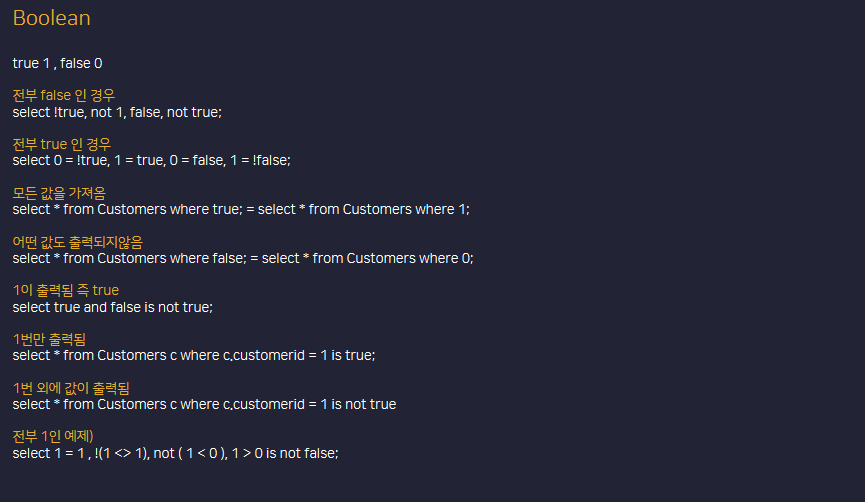 Boolean
true 1 , false 0
전부 false 인 경우
select !true, not 1, false, not true;
전부 true 인 경우
select 0 = !true, 1 = true, 0 = false, 1 = !false;
모든 값을 가져옴
select * from Customers where true; = select * from Customers where 1;
어떤 값도 출력되지않음
select * from Customers where false; = select * from Customers where 0;
1이 출력됨 즉 true
select true and false is not true;
1번만 출력됨
select * from Customers c where c.customerid = 1 is true;
1번 외에 값이 출력됨
select * from Customers c where c.customerid = 1 is not true
전부 1인 예제)
select 1 = 1 , !(1 <> 1), not ( 1 < 0 ), 1 > 0 is not false;